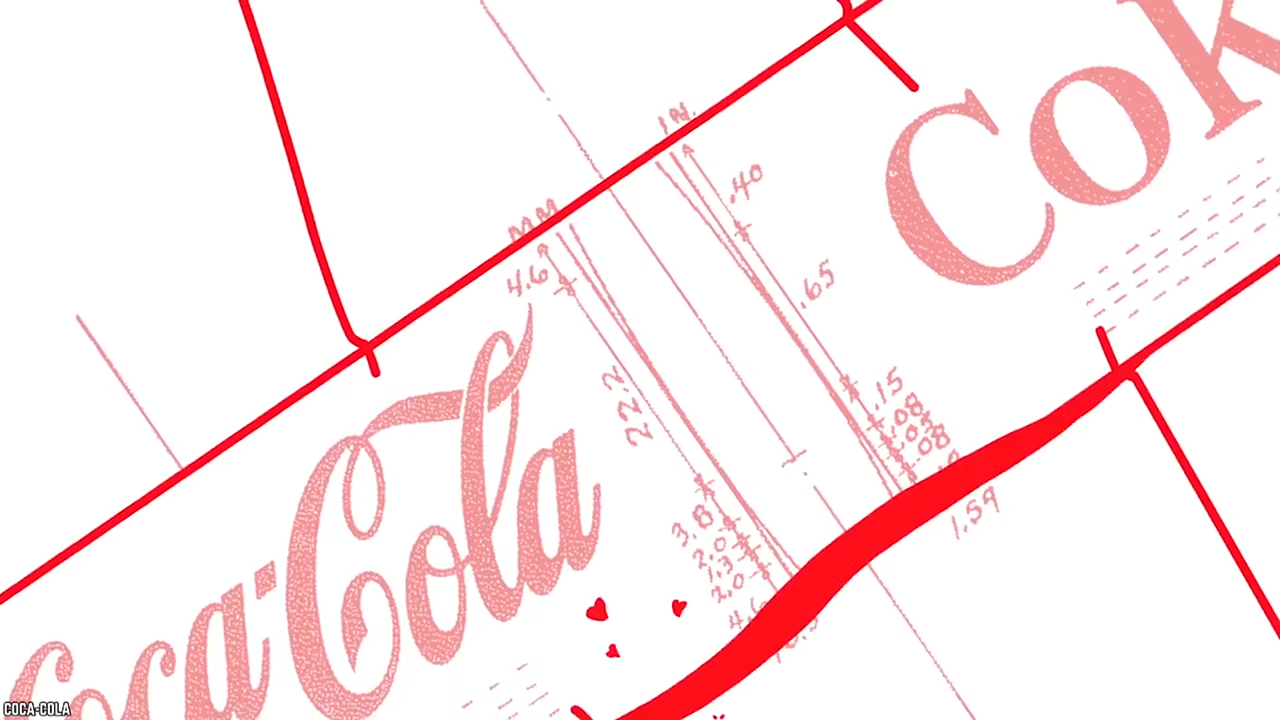 Cok
IN.
.40
.65
.15
.08
.08
1.59
MM
4.6
22.2
3.8
2.0
1.3
2.0
Coca-Cola
COCA-COLA